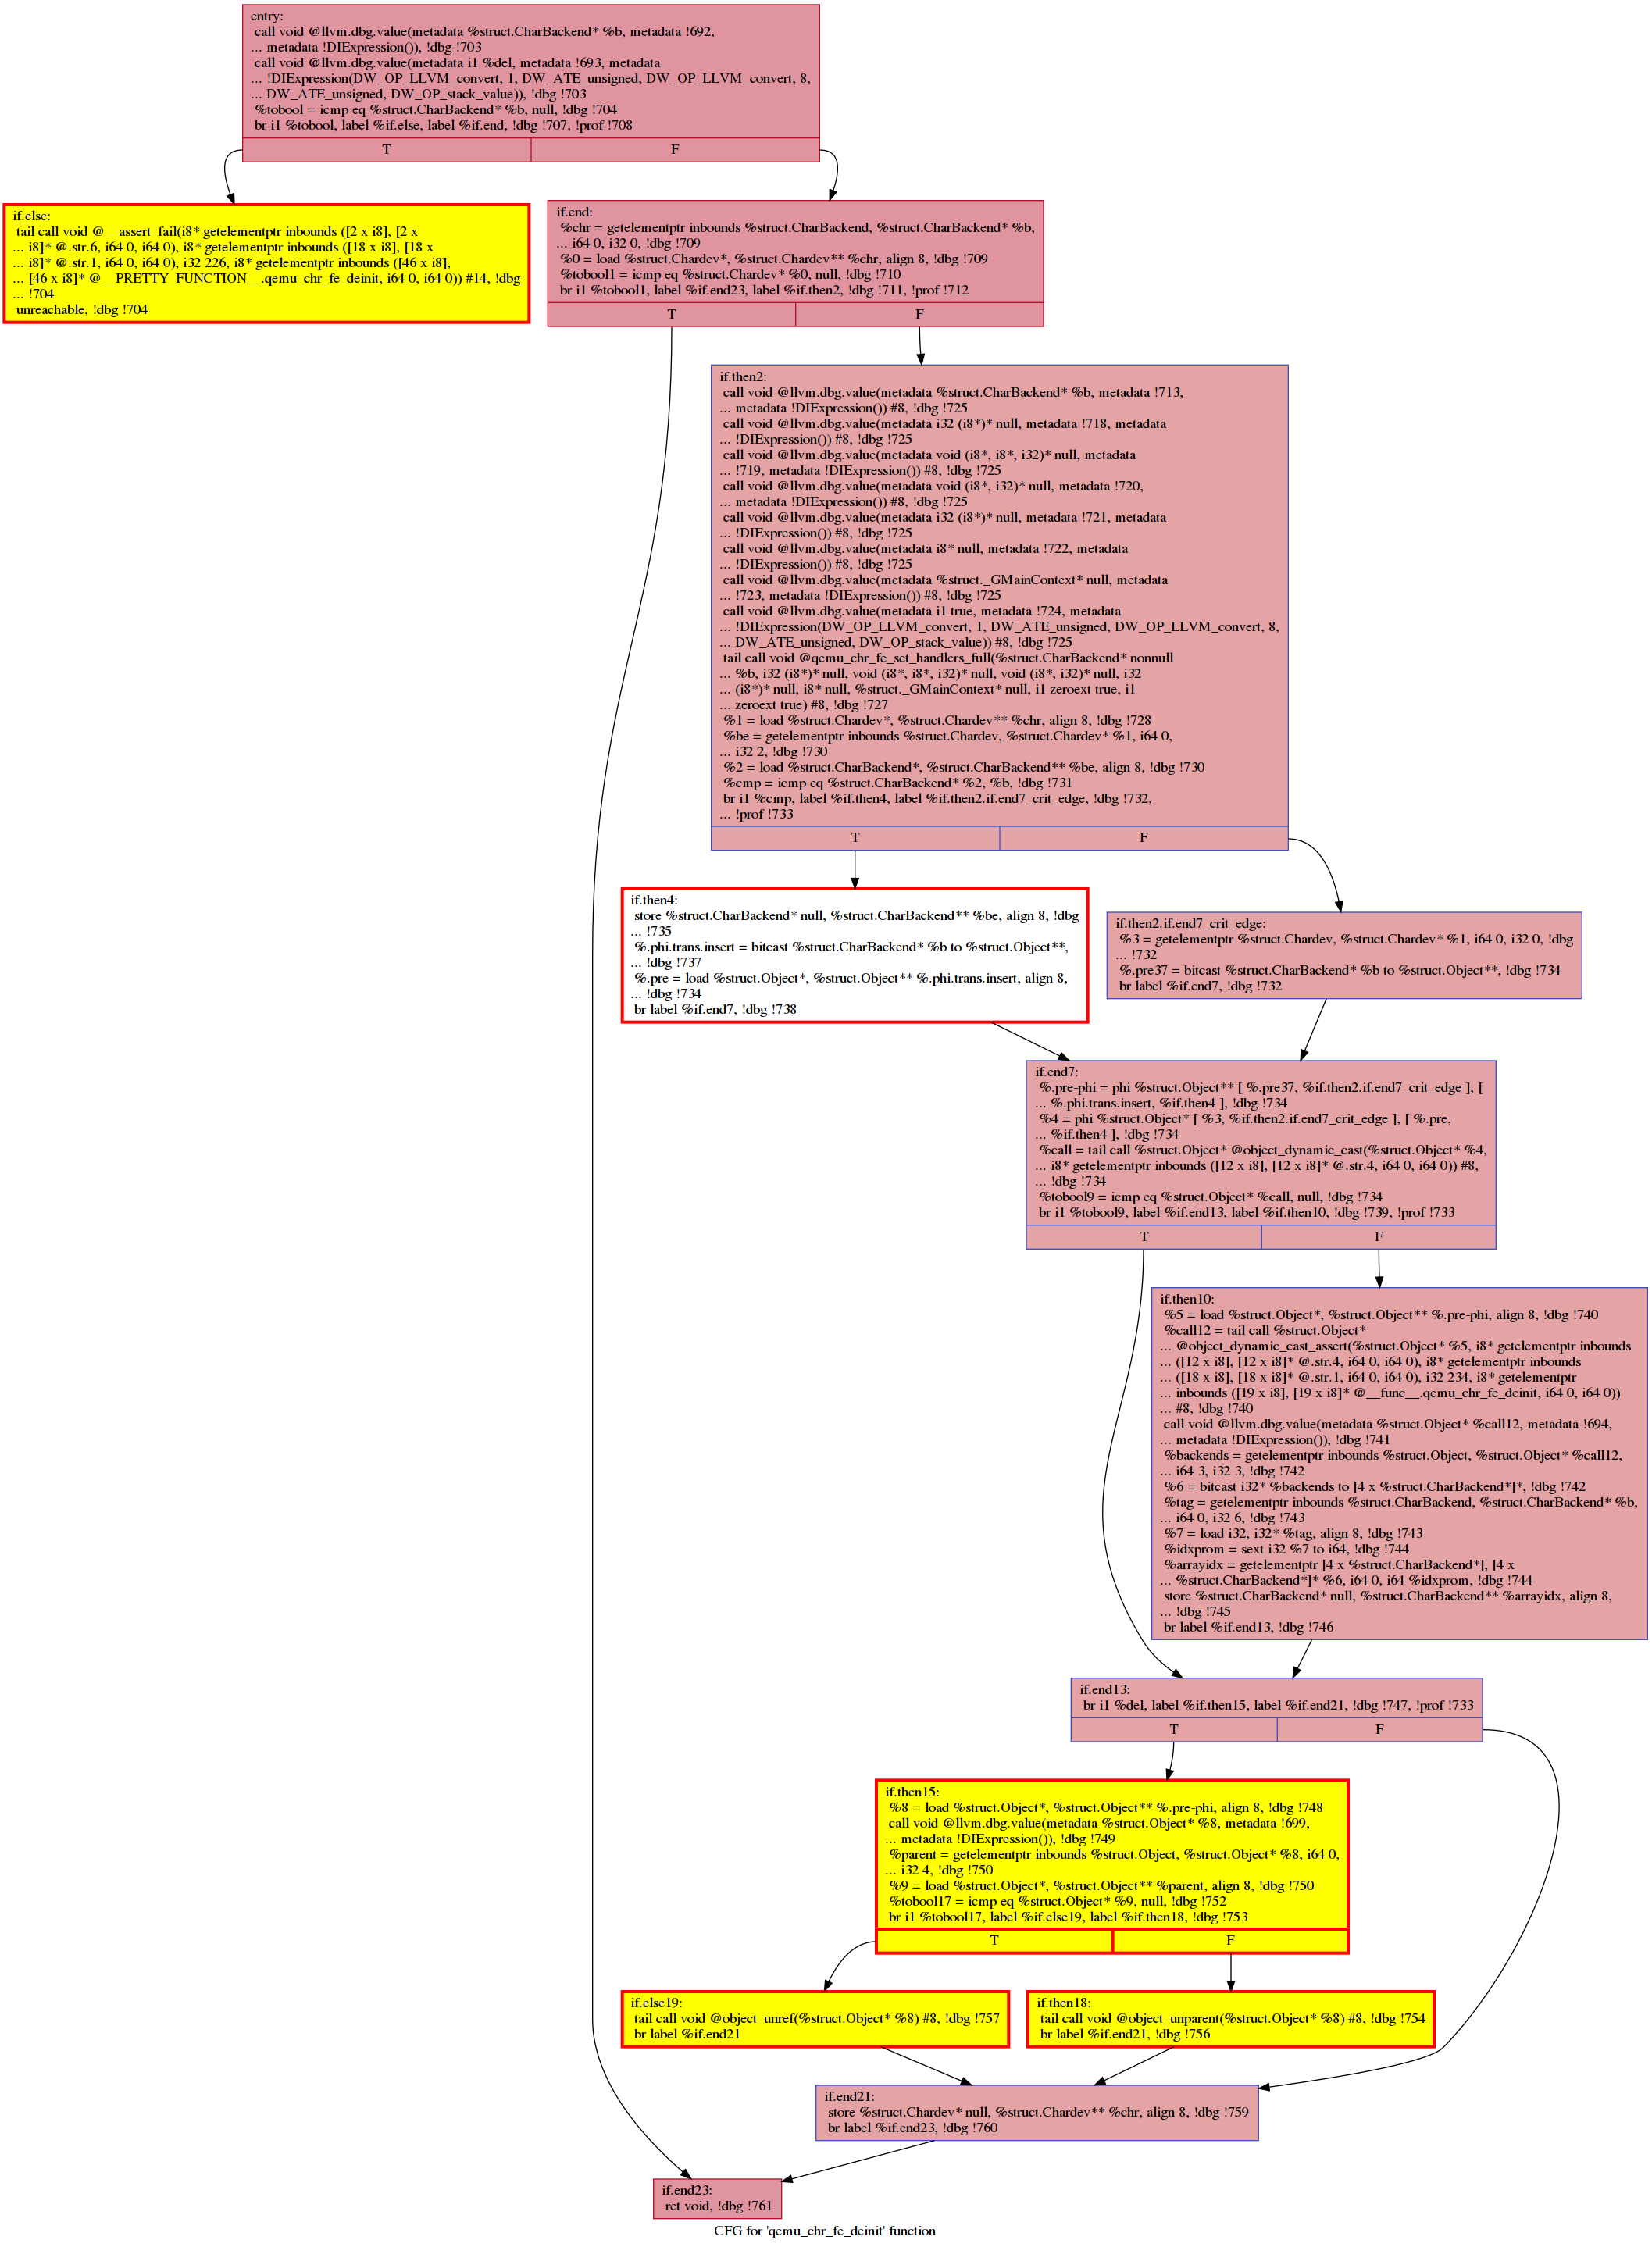 entry:
call void @llvm.dbg.value(metadata %struct.CharBackend* %b, metadata !692,
... metadata !DIExpression()), !dbg !703
call void @llvm.dbg.value(metadata i1 %del, metadata !693, metadata
... !DIExpression(DW_OP_LLVM_convert, 1, DW_ATE_unsigned, DW_OP_LLVM_convert, 8,
... DW_ATE_unsigned, DW_OP_stack_value)), !dbg !703
%tobool = icmp eq %struct.CharBackend* %b, null, !dbg !704
br i1 %tobool, label %if.else, label %if.end, !dbg !707, !prof !708
T
F
if.else:
tail call void @__assert_fail(i8* getelementptr inbounds ([2 x i8], [2 x
... i8]* @.str.6, i64 0, i64 0), i8* getelementptr inbounds ([18 x i8], [18 x
... i8]* @.str.1, i64 0, i64 0), i32 226, i8* getelementptr inbounds ([46 x i8],
... [46 x i8]* @__PRETTY_FUNCTION__.qemu_chr_fe_deinit, i64 0, i64 0)) #14, !dbg
... !704
unreachable, !dbg !704
if.end:
%chr = getelementptr inbounds %struct.CharBackend, %struct.CharBackend* %b,
... i64 0, i32 0, !dbg !709
%0 = load %struct.Chardev*, %struct.Chardev** %chr, align 8, !dbg !709
%tobool1 = icmp eq %struct.Chardev* %0, null, !dbg !710
br i1 %tobool1, label %if.end23, label %if.then2, !dbg !711, !prof !712
T
F
if.then2:
call void @llvm.dbg.value(metadata %struct.CharBackend* %b, metadata !713,
... metadata !DIExpression()) #8, !dbg !725
call void @llvm.dbg.value(metadata i32 (i8*)* null, metadata !718, metadata
... !DIExpression()) #8, !dbg !725
call void @llvm.dbg.value(metadata void (i8*, i8*, i32)* null, metadata
... !719, metadata !DIExpression()) #8, !dbg !725
call void @llvm.dbg.value(metadata void (i8*, i32)* null, metadata !720,
... metadata !DIExpression()) #8, !dbg !725
call void @llvm.dbg.value(metadata i32 (i8*)* null, metadata !721, metadata
... !DIExpression()) #8, !dbg !725
call void @llvm.dbg.value(metadata i8* null, metadata !722, metadata
... !DIExpression()) #8, !dbg !725
call void @llvm.dbg.value(metadata %struct._GMainContext* null, metadata
... !723, metadata !DIExpression()) #8, !dbg !725
call void @llvm.dbg.value(metadata i1 true, metadata !724, metadata
... !DIExpression(DW_OP_LLVM_convert, 1, DW_ATE_unsigned, DW_OP_LLVM_convert, 8,
... DW_ATE_unsigned, DW_OP_stack_value)) #8, !dbg !725
tail call void @qemu_chr_fe_set_handlers_full(%struct.CharBackend* nonnull
... %b, i32 (i8*)* null, void (i8*, i8*, i32)* null, void (i8*, i32)* null, i32
... (i8*)* null, i8* null, %struct._GMainContext* null, i1 zeroext true, i1
... zeroext true) #8, !dbg !727
%1 = load %struct.Chardev*, %struct.Chardev** %chr, align 8, !dbg !728
%be = getelementptr inbounds %struct.Chardev, %struct.Chardev* %1, i64 0,
... i32 2, !dbg !730
%2 = load %struct.CharBackend*, %struct.CharBackend** %be, align 8, !dbg !730
%cmp = icmp eq %struct.CharBackend* %2, %b, !dbg !731
br i1 %cmp, label %if.then4, label %if.then2.if.end7_crit_edge, !dbg !732,
... !prof !733
T
F
if.then4:
store %struct.CharBackend* null, %struct.CharBackend** %be, align 8, !dbg
... !735
%.phi.trans.insert = bitcast %struct.CharBackend* %b to %struct.Object**,
... !dbg !737
%.pre = load %struct.Object*, %struct.Object** %.phi.trans.insert, align 8,
... !dbg !734
br label %if.end7, !dbg !738
if.then2.if.end7_crit_edge:
%3 = getelementptr %struct.Chardev, %struct.Chardev* %1, i64 0, i32 0, !dbg
... !732
%.pre37 = bitcast %struct.CharBackend* %b to %struct.Object**, !dbg !734
br label %if.end7, !dbg !732
if.end7:
%.pre-phi = phi %struct.Object** [ %.pre37, %if.then2.if.end7_crit_edge ], [
... %.phi.trans.insert, %if.then4 ], !dbg !734
%4 = phi %struct.Object* [ %3, %if.then2.if.end7_crit_edge ], [ %.pre,
... %if.then4 ], !dbg !734
%call = tail call %struct.Object* @object_dynamic_cast(%struct.Object* %4,
... i8* getelementptr inbounds ([12 x i8], [12 x i8]* @.str.4, i64 0, i64 0)) #8,
... !dbg !734
%tobool9 = icmp eq %struct.Object* %call, null, !dbg !734
br i1 %tobool9, label %if.end13, label %if.then10, !dbg !739, !prof !733
T
F
if.then10:
%5 = load %struct.Object*, %struct.Object** %.pre-phi, align 8, !dbg !740
%call12 = tail call %struct.Object*
... @object_dynamic_cast_assert(%struct.Object* %5, i8* getelementptr inbounds
... ([12 x i8], [12 x i8]* @.str.4, i64 0, i64 0), i8* getelementptr inbounds
... ([18 x i8], [18 x i8]* @.str.1, i64 0, i64 0), i32 234, i8* getelementptr
... inbounds ([19 x i8], [19 x i8]* @__func__.qemu_chr_fe_deinit, i64 0, i64 0))
... #8, !dbg !740
call void @llvm.dbg.value(metadata %struct.Object* %call12, metadata !694,
... metadata !DIExpression()), !dbg !741
%backends = getelementptr inbounds %struct.Object, %struct.Object* %call12,
... i64 3, i32 3, !dbg !742
%6 = bitcast i32* %backends to [4 x %struct.CharBackend*]*, !dbg !742
%tag = getelementptr inbounds %struct.CharBackend, %struct.CharBackend* %b,
... i64 0, i32 6, !dbg !743
%7 = load i32, i32* %tag, align 8, !dbg !743
%idxprom = sext i32 %7 to i64, !dbg !744
%arrayidx = getelementptr [4 x %struct.CharBackend*], [4 x
... %struct.CharBackend*]* %6, i64 0, i64 %idxprom, !dbg !744
store %struct.CharBackend* null, %struct.CharBackend** %arrayidx, align 8,
... !dbg !745
br label %if.end13, !dbg !746
if.end13:
br i1 %del, label %if.then15, label %if.end21, !dbg !747, !prof !733
T
F
if.then15:
%8 = load %struct.Object*, %struct.Object** %.pre-phi, align 8, !dbg !748
call void @llvm.dbg.value(metadata %struct.Object* %8, metadata !699,
... metadata !DIExpression()), !dbg !749
%parent = getelementptr inbounds %struct.Object, %struct.Object* %8, i64 0,
... i32 4, !dbg !750
%9 = load %struct.Object*, %struct.Object** %parent, align 8, !dbg !750
%tobool17 = icmp eq %struct.Object* %9, null, !dbg !752
br i1 %tobool17, label %if.else19, label %if.then18, !dbg !753
T
F
if.else19:
tail call void @object_unref(%struct.Object* %8) #8, !dbg !757
br label %if.end21
if.then18:
tail call void @object_unparent(%struct.Object* %8) #8, !dbg !754
br label %if.end21, !dbg !756
if.end21:
store %struct.Chardev* null, %struct.Chardev** %chr, align 8, !dbg !759
br label %if.end23, !dbg !760
if.end23:
ret void, !dbg !761
CFG for 'qemu_chr_fe_deinit' function